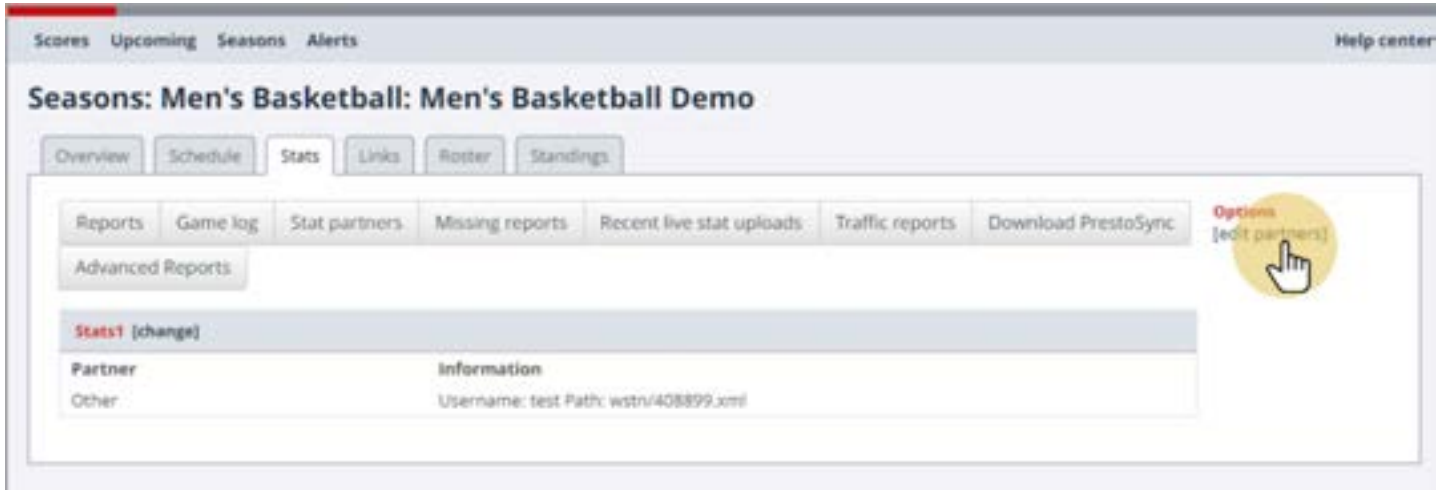 Scores Upcoming Seasons Alerts Help center
Seasons: Men's Basketball: Men's Basketball Demo
Overview Schedule Stats Links Roster Standings
Reports Game log Stat partners Missing reports Recent live stat uploads Traffic reports Download PrestoSync
Options
[edit partners]
Advanced Reports
Stats1 [change]
Partner Information
Other Username: test Path: wstn/408899.xml